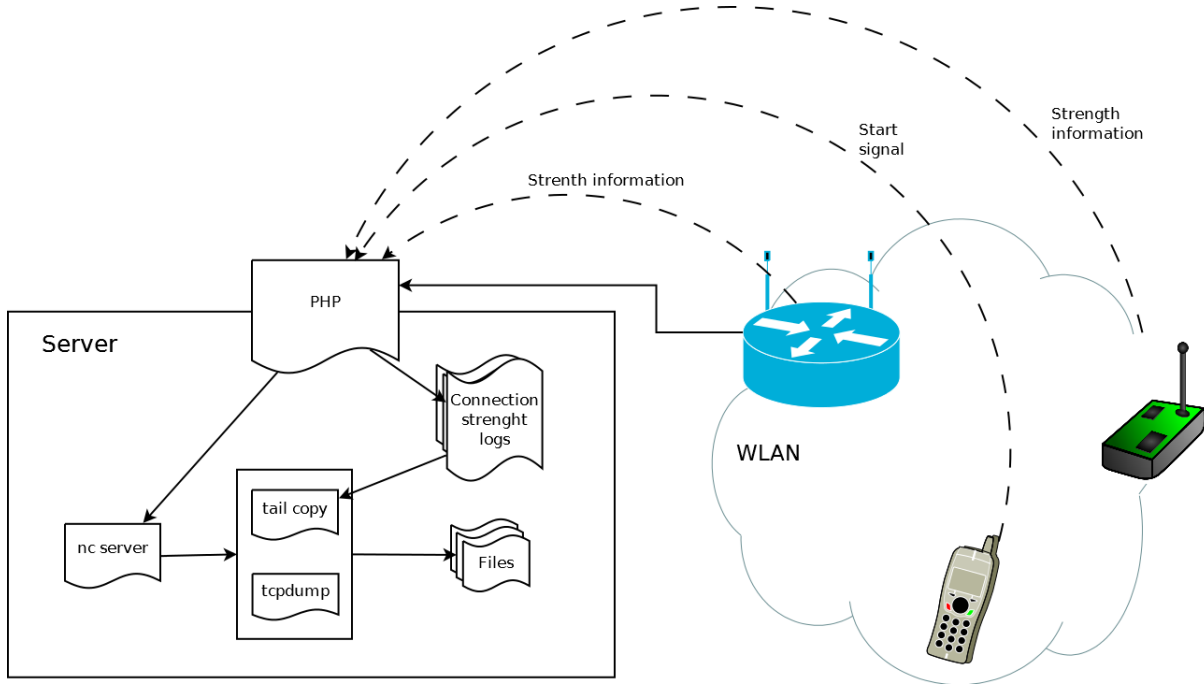 Strength
information
Start
signal
Strenth information
PHP
Server
Connection
strenght
logs
WLAN
tail copy
nc server
Files
tcpdump